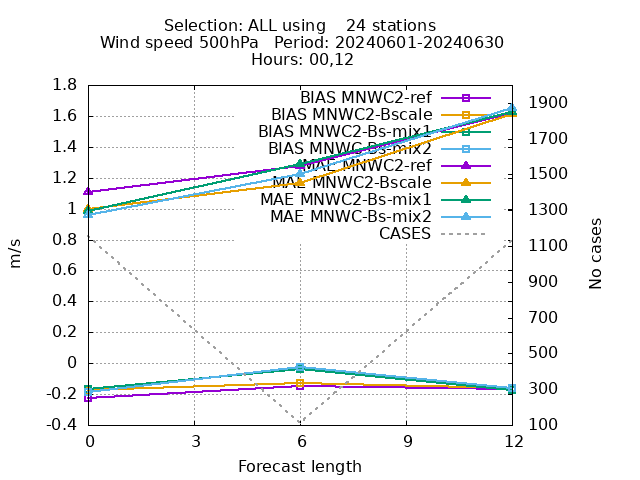 Selection: ALL using    24 stations
Wind speed 500hPa   Period: 20240601-20240630
Hours: 00,12
1.8
1.6
1.4
1.2
1
0.8
0.6
0.4
0.2
0
-0.2
-0.4
m/s
BIAS MNWC2-ref
BIAS MNWC2-Bscale
BIAS MNWC2-Bs-mix1
BIAS MNWC-Bs-mix2
MAE MNWC2-ref
MAE MNWC2-Bscale
MAE MNWC2-Bs-mix1
MAE MNWC-Bs-mix2
CASES
1900
1700
1500
1300
1100
900
700
500
300
100
No cases
0
3
6
9
12
Forecast length